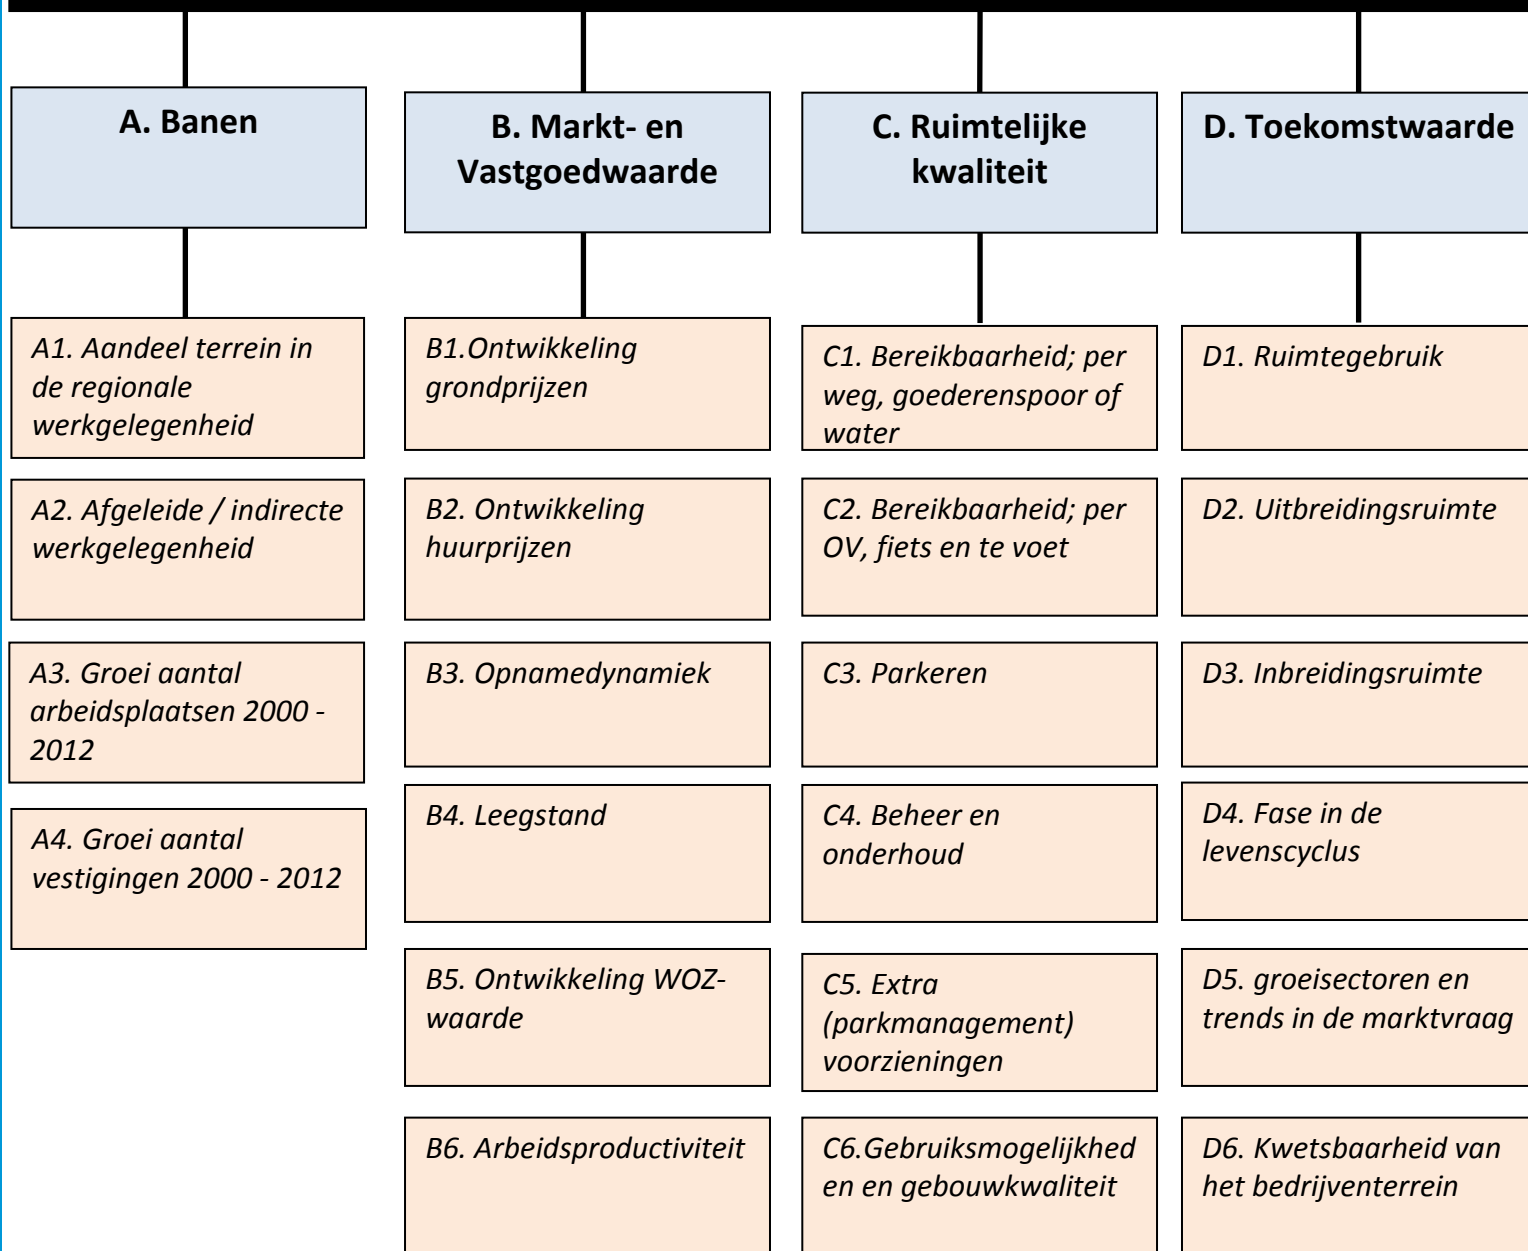 A. Banen
B. Markt- en
Vastgoedwaarde
C. Ruimtelijke
kwaliteit
D. Toekomstwaarde
A1. Aandeel terrein in
de regionale
werkgelegenheid
A2. Afgeleide / indirecte
werkgelegenheid
A3. Groei aantal
arbeidsplaatsen 2000 -
2012
A4. Groei aantal
vestigingen 2000 - 2012
B1.Ontwikkeling
grondprijzen
B2. Ontwikkeling
huurprijzen
B3. Opnamedynamiek
B4. Leegstand
B5. Ontwikkeling WOZ-
waarde
B6. Arbeidsproductiviteit
C1. Bereikbaarheid; per
weg, goederenspoor of
water
C2. Bereikbaarheid; per
OV, fiets en te voet
C3. Parkeren
C4. Beheer en
onderhoud
C5. Extra
(parkmanagement)
voorzieningen
C6.Gebruiksmogelijkhed
en en gebouwkwaliteit
D1. Ruimtegebruik
D2. Uitbreidingsruimte
D3. Inbreidingsruimte
D4. Fase in de
levenscyclus
D5. groeisectoren en
trends in de marktvraag
D6. Kwetsbaarheid van
het bedrijventerrein